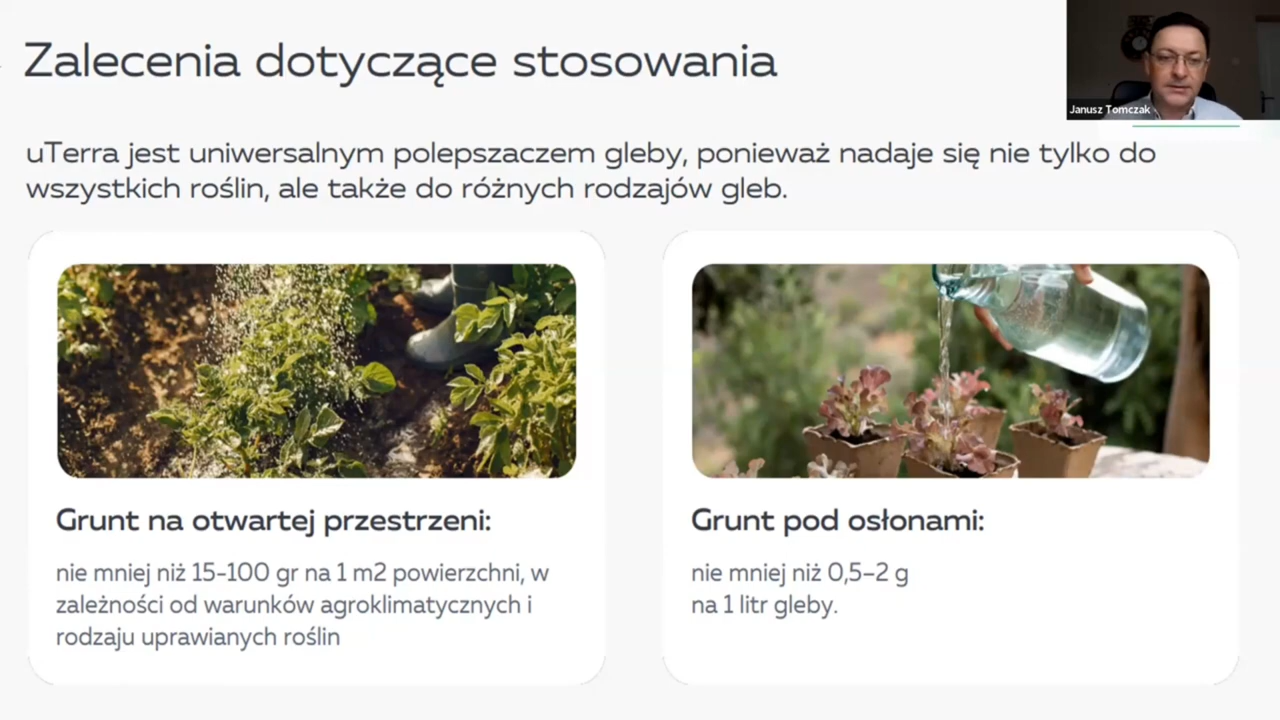 Zalecenia dotyczące stosowania
Janusz Tomczak
uTerra jest uniwersalnym polepszaczem gleby, ponieważ nadaje się nie tylko do
wszystkich roślin, ale także do różnych rodzajów gleb.
Grunt na otwartej przestrzeni:
nie mniej niż 15-100 gr na 1 m2 powierzchni, w
zależności od warunków agroklimatycznych i
rodzaju uprawianych roślin
Grunt pod osłonami:
nie mniej niż 0,5–2 g
na 1 litr gleby.